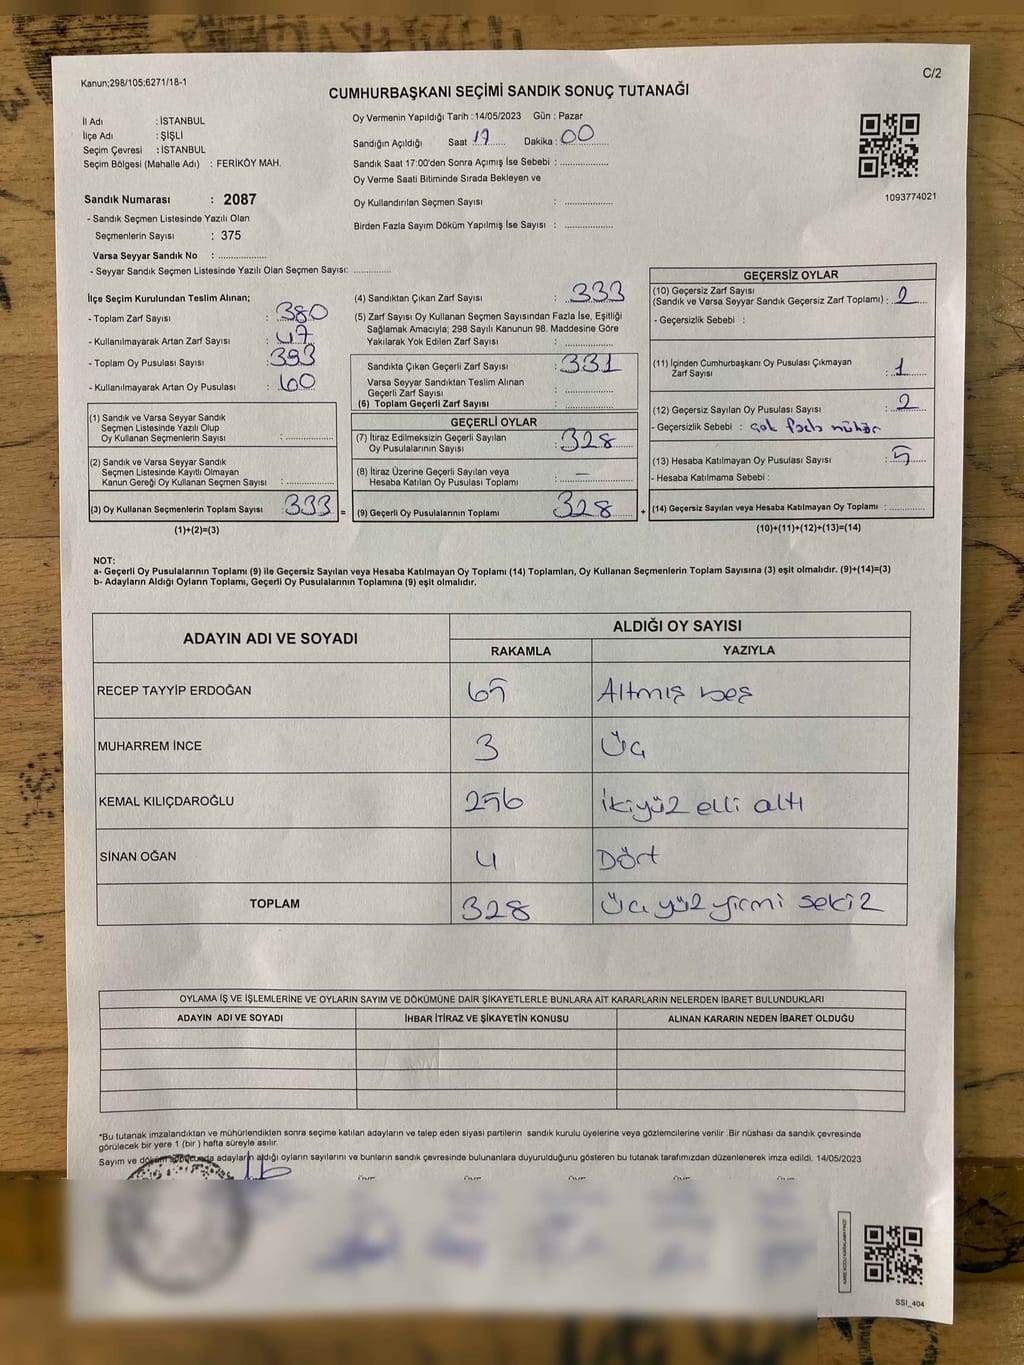 Kanun;298/105;6271/18-1
C/2
CUMHURBAŞKANI SEÇİMİ SANDIK SONUÇ TUTANAĞI
İl Adı : İSTANBUL
İlçe Adı : ŞİŞLİ
Seçim Çevresi : İSTANBUL
Seçim Bölgesi (Mahalle Adı) : FERİKÖY MAH.
Oy Vermenin Yapıldığı Tarih : 14/05/2023 Gün : Pazar
Sandığın Açıldığı Saat 17 Dakika : 00
Sandık Saat 17:00'den Sonra Açımış İse Sebebi : ..............
Oy Verme Saati Bitiminde Sırada Bekleyen ve
Oy Kullandırılan Seçmen Sayısı : ..............
Birden Fazla Sayım Döküm Yapılmış İse Sayısı : ..............
1093774021
Sandık Numarası : 2087
- Sandık Seçmen Listesinde Yazılı Olan
Seçmenlerin Sayısı : 375
Varsa Seyyar Sandık No : ..............
- Seyyar Sandık Seçmen Listesinde Yazılı Olan Seçmen Sayısı: ..............
İlçe Seçim Kurulundan Teslim Alınan;
- Toplam Zarf Sayısı : 380
- Kullanılmayarak Artan Zarf Sayısı : 47
- Toplam Oy Pusulası Sayısı : 393
- Kullanılmayarak Artan Oy Pusulası : 60
(1) Sandık ve Varsa Seyyar Sandık
Seçmen Listesinde Yazılı Olup
Oy Kullanan Seçmenlerin Sayısı : ..............
(2) Sandık ve Varsa Seyyar Sandık
Seçmen Listesinde Kayıtlı Olmayan
Kanun Gereği Oy Kullanan Seçmen Sayısı : ..............
(3) Oy Kullanan Seçmenlerin Toplam Sayısı : 333 =
(1)+(2)=(3)
(4) Sandıktan Çıkan Zarf Sayısı : 333
(5) Zarf Sayısı Oy Kullanan Seçmen Sayısından Fazla İse, Eşitliği
Sağlamak Amacıyla; 298 Sayılı Kanunun 98. Maddesine Göre
Yakılarak Yok Edilen Zarf Sayısı : ..............
Sandıkta Çıkan Geçerli Zarf Sayısı : 331
Varsa Seyyar Sandıktan Teslim Alınan
Geçerli Zarf Sayısı : ..............
(6) Toplam Geçerli Zarf Sayısı : ..............
GEÇERLİ OYLAR
(7) İtiraz Edilmeksizin Geçerli Sayılan
Oy Pusulalarının Sayısı : 328
(8) İtiraz Üzerine Geçerli Sayılan veya
Hesaba Katılan Oy Pusulası Toplamı : —
(9) Geçerli Oy Pusulalarının Toplamı : 328 +
GEÇERSİZ OYLAR
(10) Geçersiz Zarf Sayısı
(Sandık ve Varsa Seyyar Sandık Geçersiz Zarf Toplamı) : 2
- Geçersizlik Sebebi :
(11) İçinden Cumhurbaşkanı Oy Pusulası Çıkmayan
Zarf Sayısı : 1
(12) Geçersiz Sayılan Oy Pusulası Sayısı : 2
- Geçersizlik Sebebi : çok fazla mühür
(13) Hesaba Katılmayan Oy Pusulası Sayısı : 5
- Hesaba Katılmama Sebebi :
(14) Geçersiz Sayılan veya Hesaba Katılmayan Oy Toplamı : ..............
(10)+(11)+(12)+(13)=(14)
NOT:
a- Geçerli Oy Pusulalarının Toplamı (9) ile Geçersiz Sayılan veya Hesaba Katılmayan Oy Toplamı (14) Toplamları, Oy Kullanan Seçmenlerin Toplam Sayısına (3) eşit olmalıdır. (9)+(14)=(3)
b- Adayların Aldığı Oyların Toplamı, Geçerli Oy Pusulalarının Toplamına (9) eşit olmalıdır.
ADAYIN ADI VE SOYADI
ALDIĞI OY SAYISI
RAKAMLA YAZIYLA
RECEP TAYYİP ERDOĞAN 65 Altmış beş
MUHARREM İNCE 3 Üç
KEMAL KILIÇDAROĞLU 256 ikiyüz elli altı
SİNAN OĞAN 4 Dört
TOPLAM 328 Üçyüz yirmi sekiz
OYLAMA İŞ VE İŞLEMLERİNE VE OYLARIN SAYIM VE DÖKÜMÜNE DAİR ŞİKAYETLERLE BUNLARA AİT KARARLARIN NELERDEN İBARET BULUNDUKLARI
ADAYIN ADI VE SOYADI İHBAR İTİRAZ VE ŞİKAYETİN KONUSU ALINAN KARARIN NEDEN İBARET OLDUĞU
*Bu tutanak imzalandıktan ve mühürlendikten sonra seçime katılan adayların ve talep eden siyasi partilerin sandık kurulu üyelerine veya gözlemcilerine verilir .Bir nüshası da sandık çevresinde
görülecek bir yere 1 (bir ) hafta süreyle asılır.
Sayım ve döküm sonucunda adayların aldığı oyların sayılarını ve bunların sandık çevresinde bulunanlara duyurulduğunu gösteren bu tutanak tarafımızdan düzenlenerek imza edildi. 14/05/2023
SSI_404